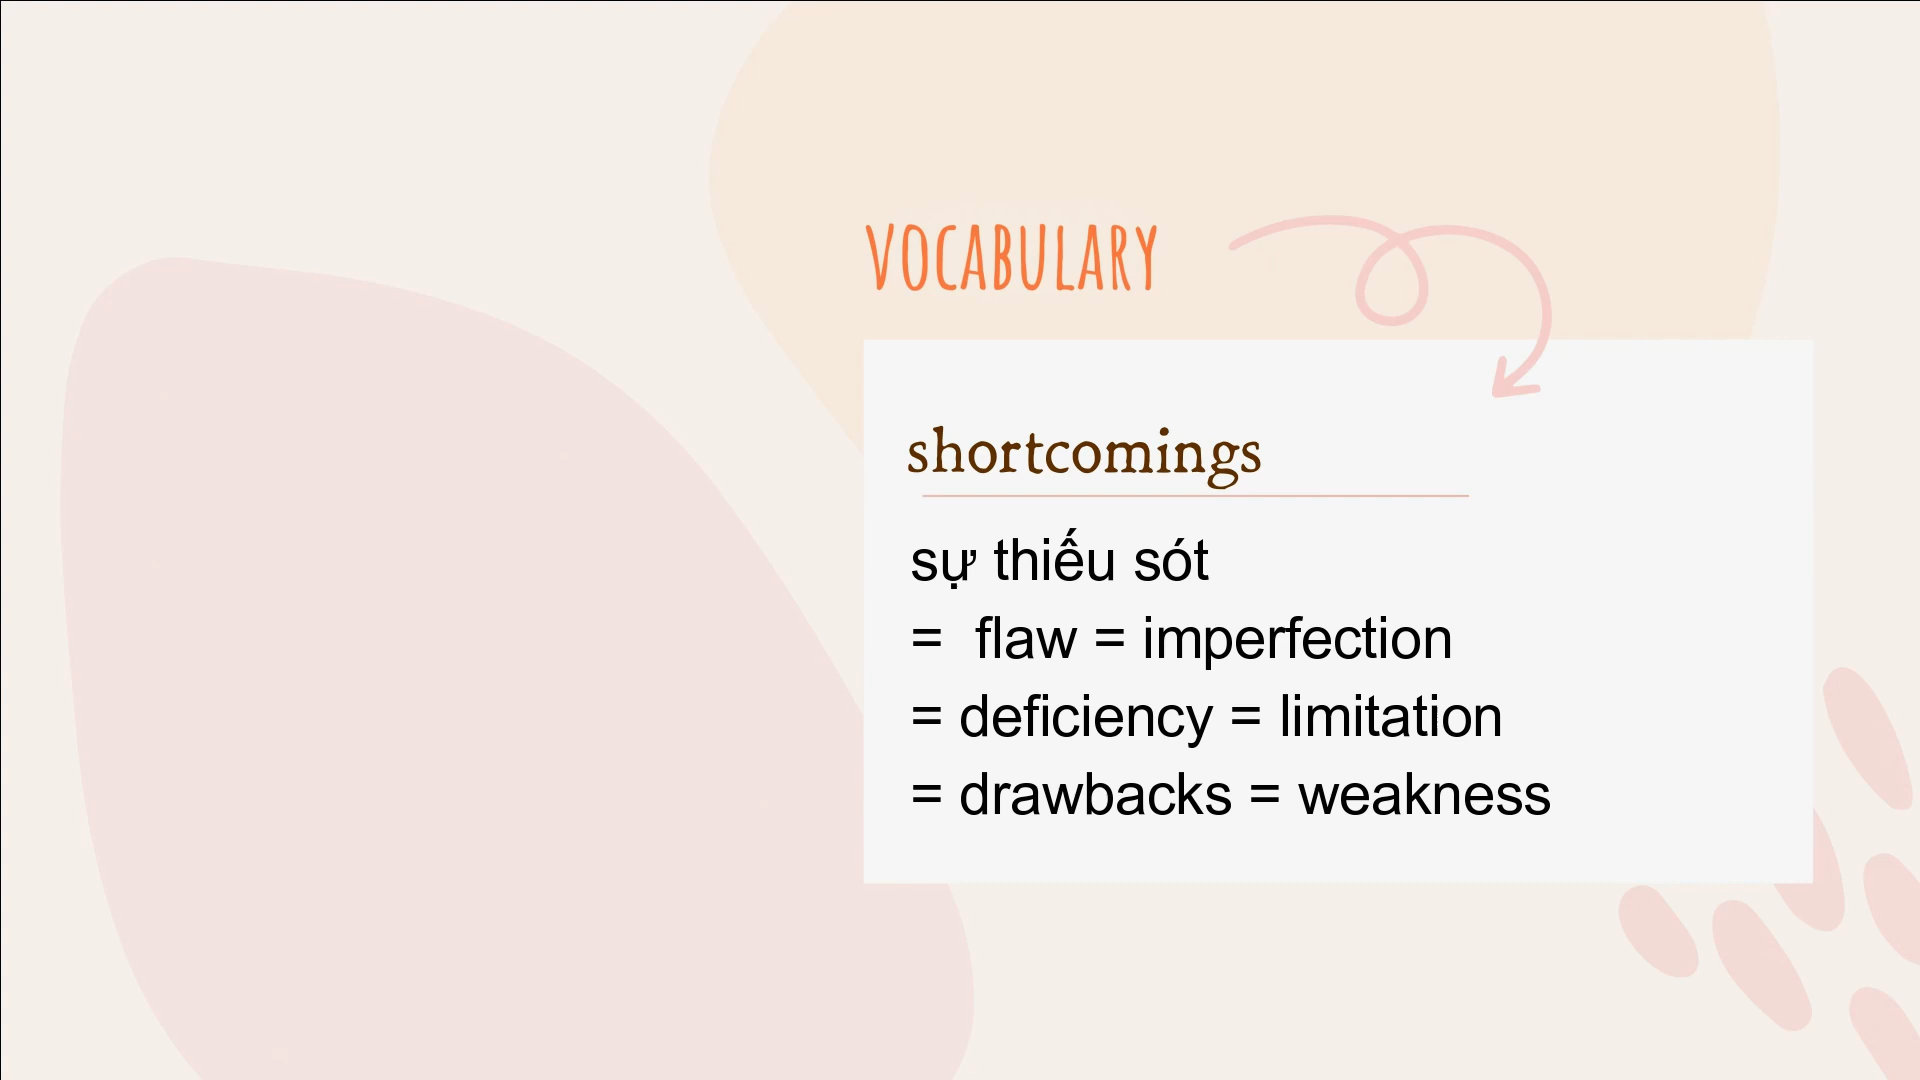 VOCABULARY
shortcomings
sự thiếu sót
= flaw = imperfection
= deficiency = limitation
= drawbacks = weakness